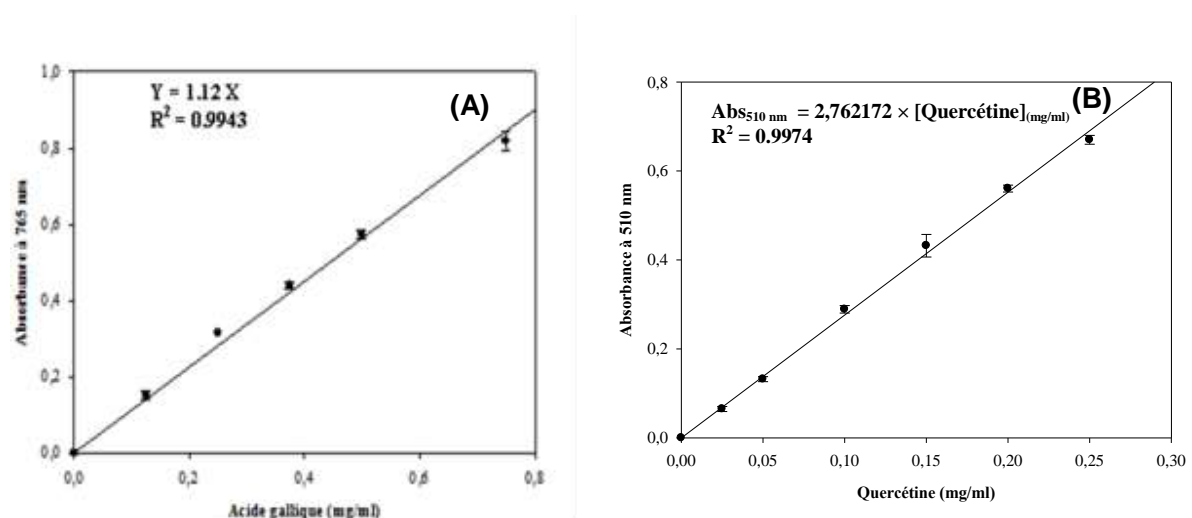 Y = 1.12 X
R² = 0.9943
(A)
1,0
0,8
0,6
0,4
0,2
0,0
Absorbance à 765 nm
0,0 0,2 0,4 0,6 0,8
Acide gallique (mg/ml)
(B)
Abs510 nm = 2,762172 × [Quercétine](mg/ml)
R² = 0.9974
0,8
0,6
0,4
0,2
0,0
Absorbance à 510 nm
0,00 0,05 0,10 0,15 0,20 0,25 0,30
Quercétine (mg/ml)